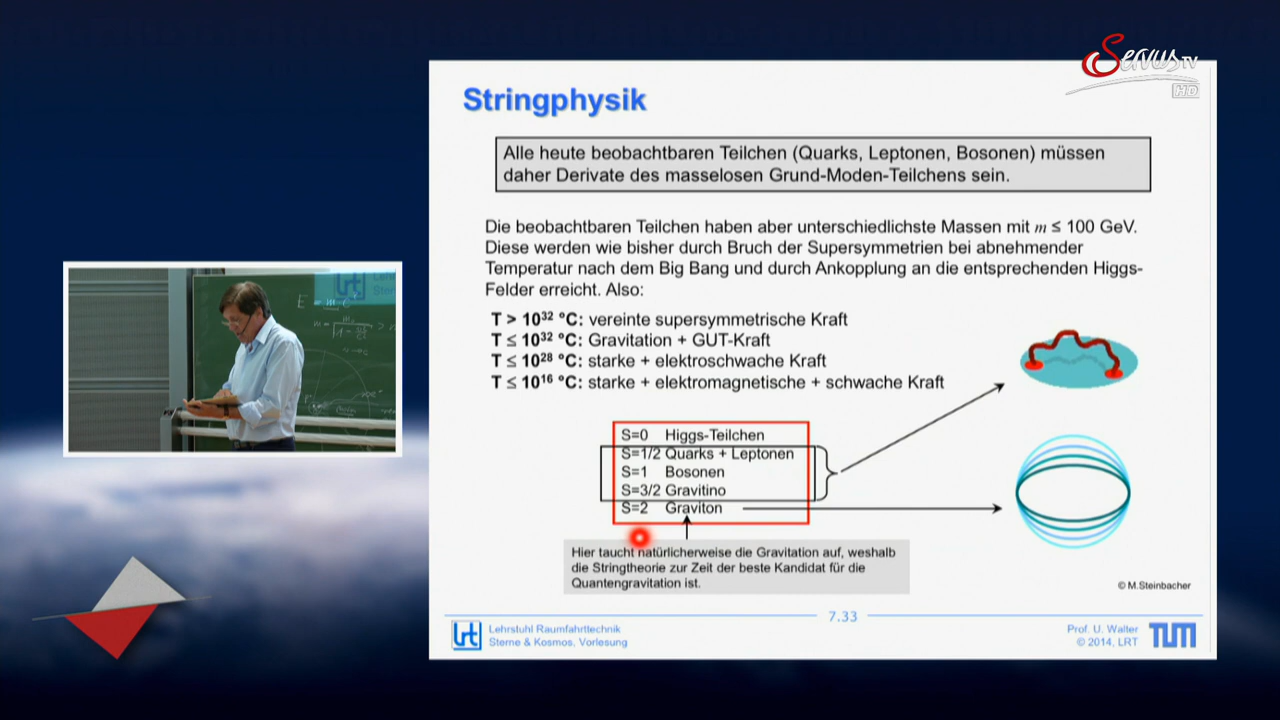 Servus TV
HD
Stringphysik
Alle heute beobachtbaren Teilchen (Quarks, Leptonen, Bosonen) müssen
daher Derivate des masselosen Grund-Moden-Teilchens sein.
Die beobachtbaren Teilchen haben aber unterschiedlichste Massen mit m ≤ 100 GeV.
Diese werden wie bisher durch Bruch der Supersymmetrien bei abnehmender
Temperatur nach dem Big Bang und durch Ankopplung an die entsprechenden Higgs-
Felder erreicht. Also:
T > 10³² °C: vereinte supersymmetrische Kraft
T ≤ 10³² °C: Gravitation + GUT-Kraft
T ≤ 10²⁸ °C: starke + elektroschwache Kraft
T ≤ 10¹⁶ °C: starke + elektromagnetische + schwache Kraft
S=0 Higgs-Teilchen
S=1/2 Quarks + Leptonen
S=1 Bosonen
S=3/2 Gravitino
S=2 Graviton
Hier taucht natürlicherweise die Gravitation auf, weshalb
die Stringtheorie zur Zeit der beste Kandidat für die
Quantengravitation ist.
© M.Steinbacher
7.33
lrt
Lehrstuhl Raumfahrttechnik
Sterne & Kosmos, Vorlesung
Prof. U. Walter
© 2014, LRT
TUM